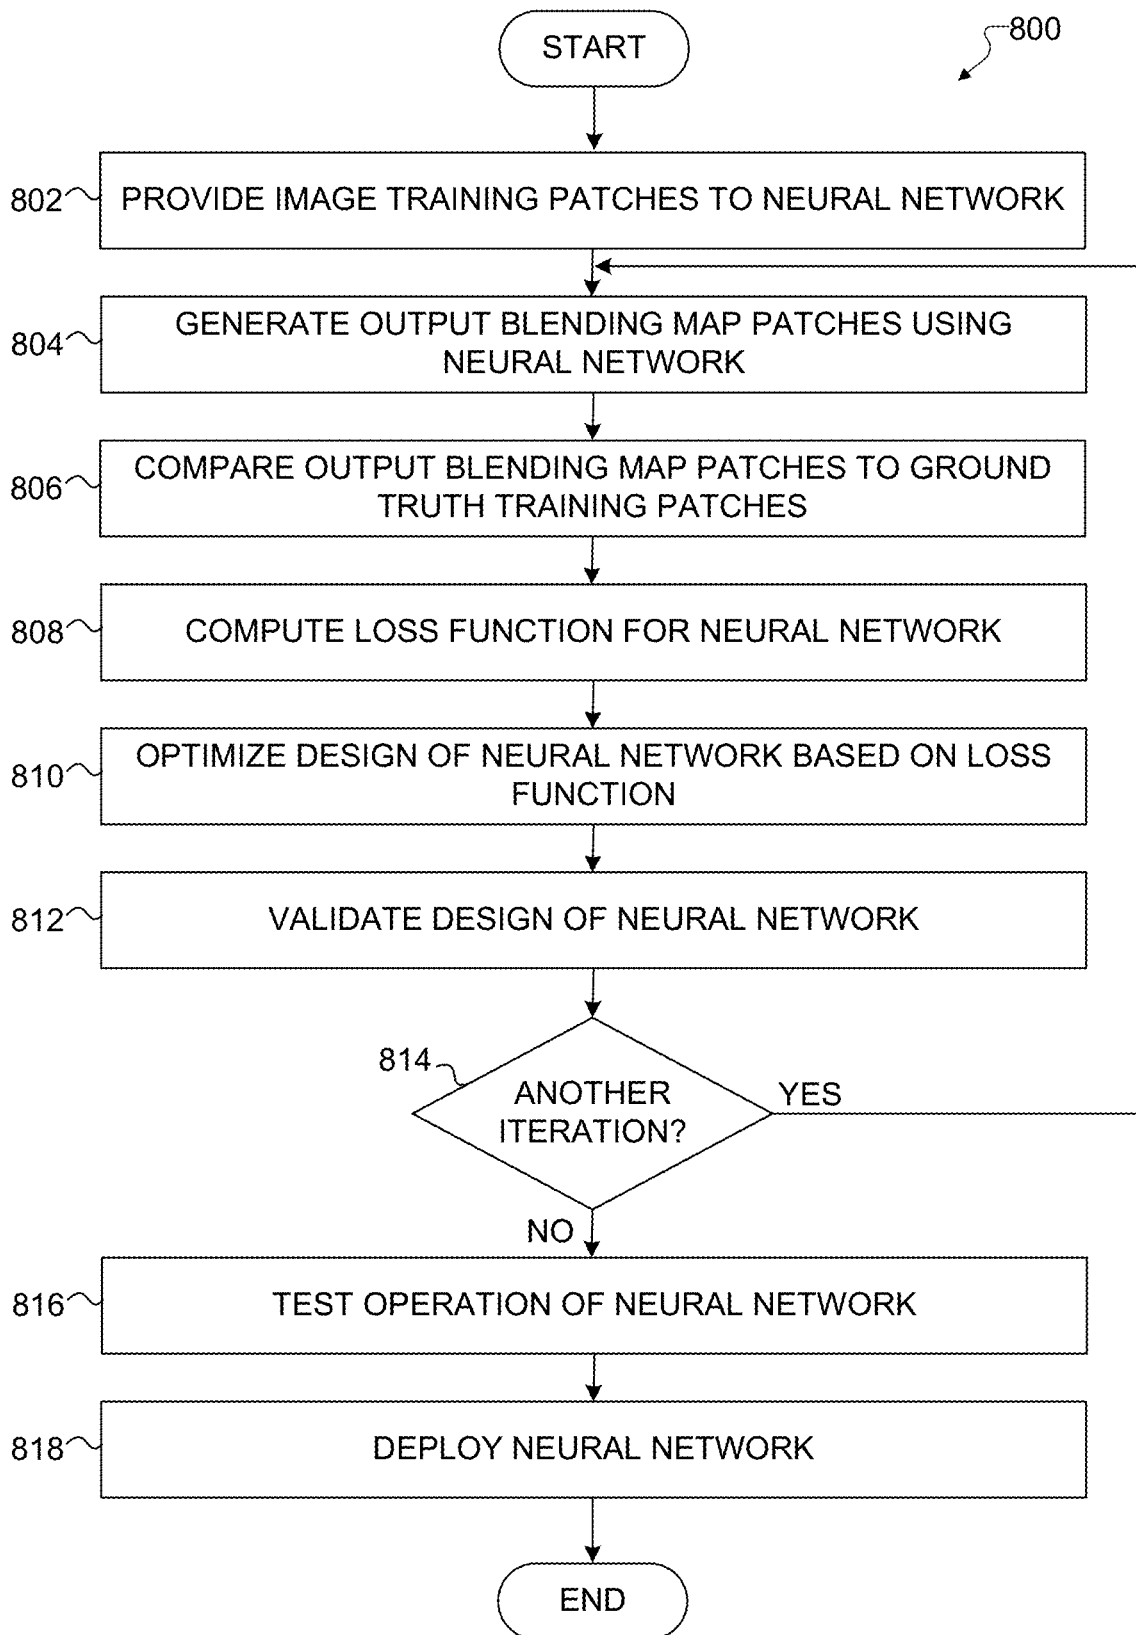 START
800
802
PROVIDE IMAGE TRAINING PATCHES TO NEURAL NETWORK
804
GENERATE OUTPUT BLENDING MAP PATCHES USING
NEURAL NETWORK
806
COMPARE OUTPUT BLENDING MAP PATCHES TO GROUND
TRUTH TRAINING PATCHES
808
COMPUTE LOSS FUNCTION FOR NEURAL NETWORK
810
OPTIMIZE DESIGN OF NEURAL NETWORK BASED ON LOSS
FUNCTION
812
VALIDATE DESIGN OF NEURAL NETWORK
814
ANOTHER
ITERATION?
YES
NO
816
TEST OPERATION OF NEURAL NETWORK
818
DEPLOY NEURAL NETWORK
END